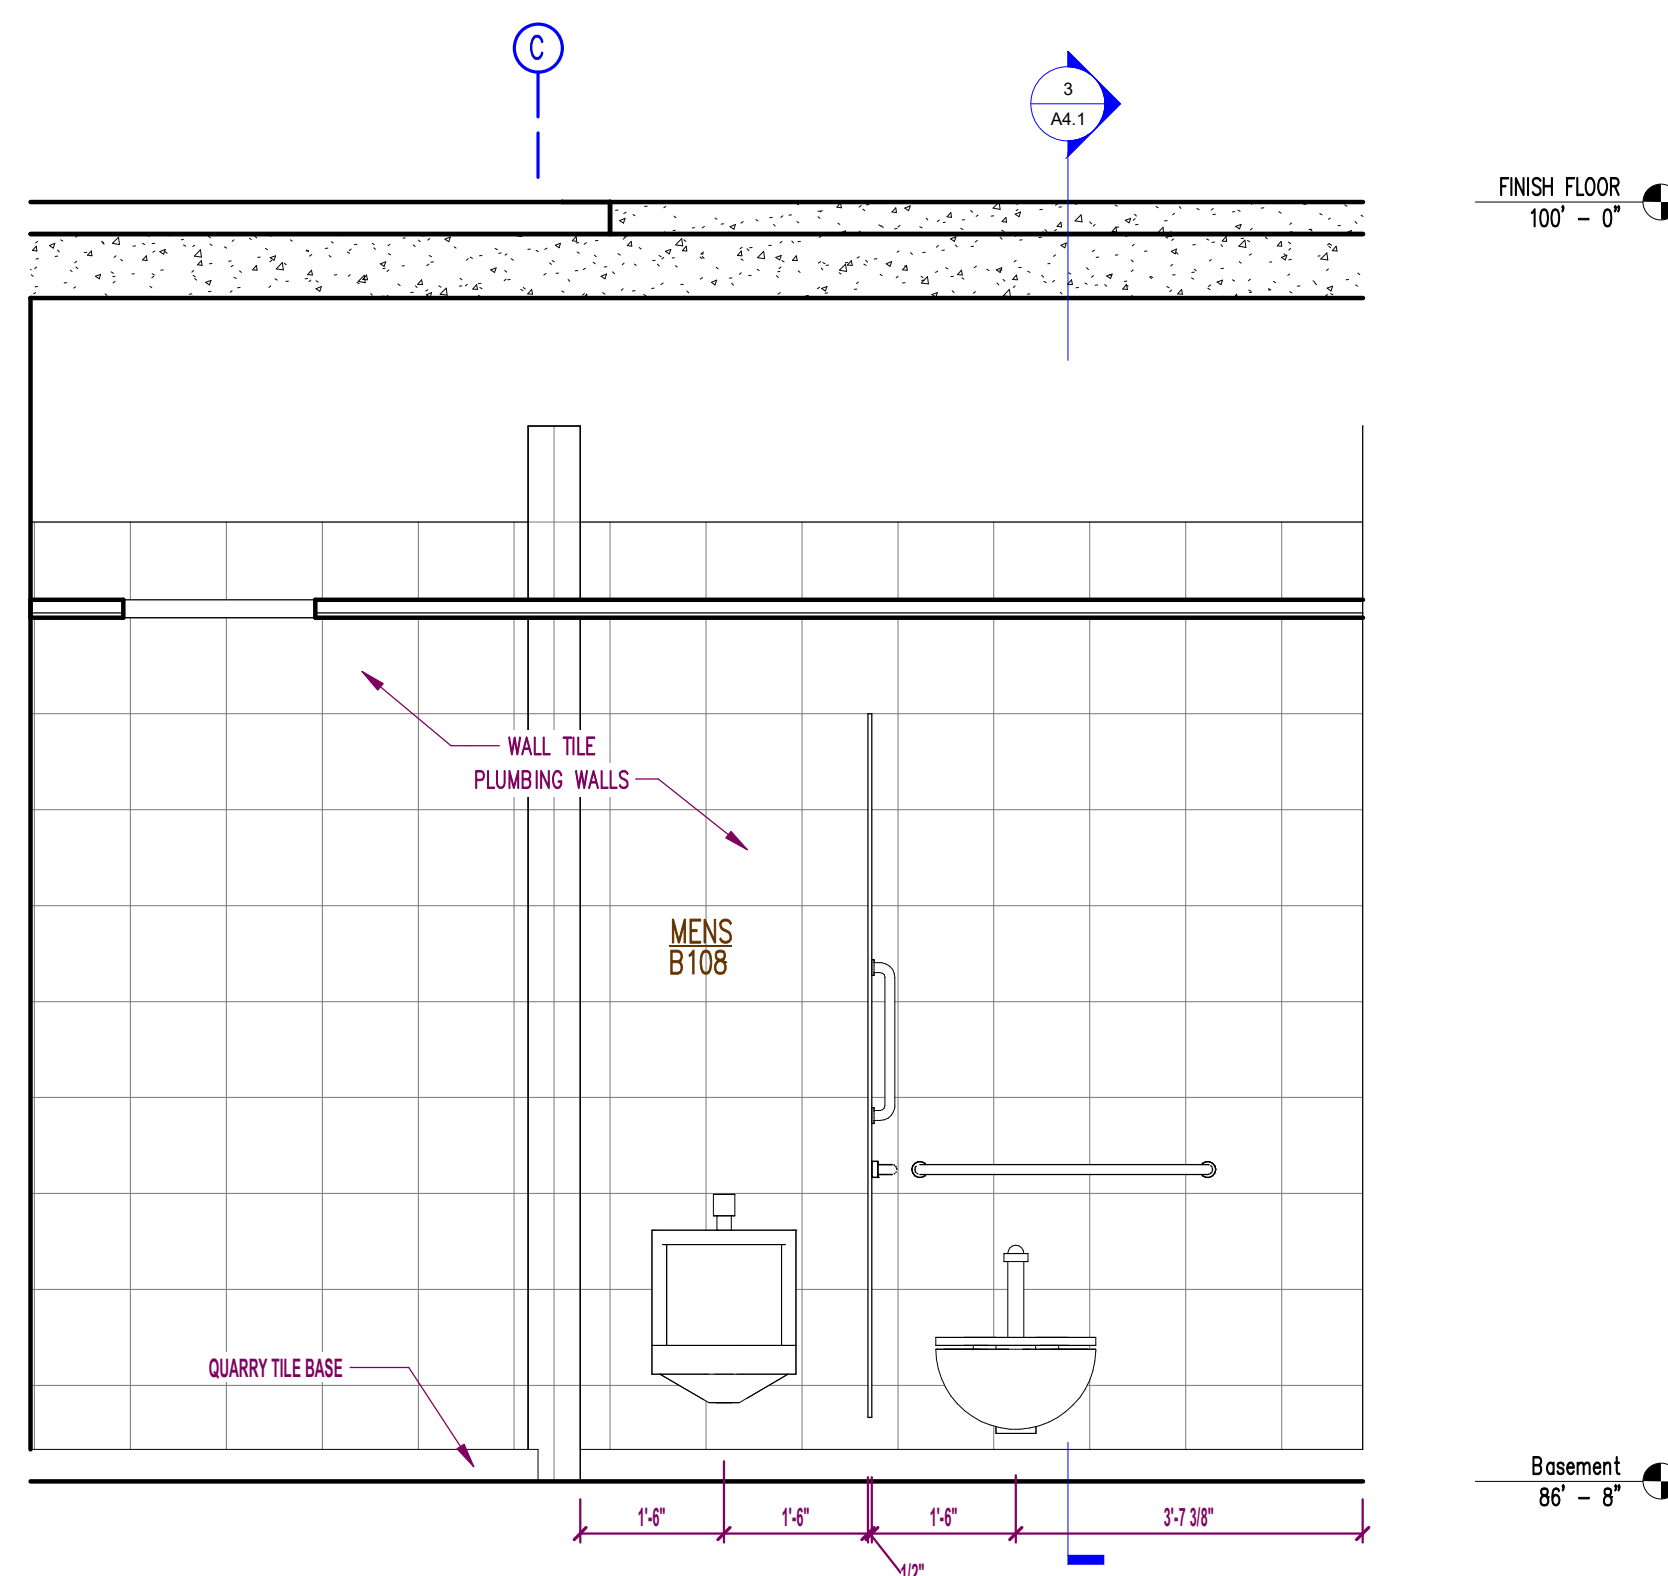 C
3
A4.1
FINISH FLOOR
100' - 0"
WALL TILE
PLUMBING WALLS
MENS
B108
QUARRY TILE BASE
Basement
86' - 8"
1'-6"
1'-6"
1'-6"
3'-7 3/8"
1/2"